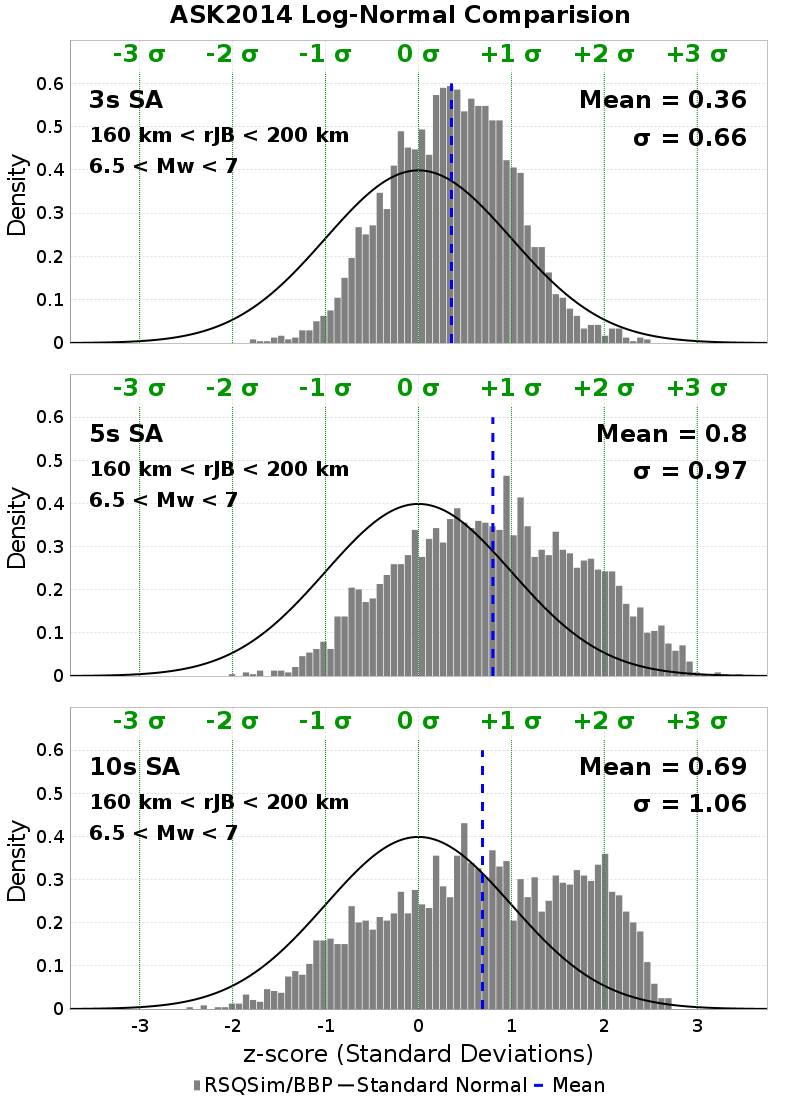 ASK2014 Log-Normal Comparision
-3 σ -2 σ -1 σ 0 σ +1 σ +2 σ +3 σ
0.6
3s SA Mean = 0.36
0.5
160 km < rJB < 200 km σ = 0.66
0.4
6.5 < Mw < 7
0.3
0.2
0.1
0
Density
-3 σ -2 σ -1 σ 0 σ +1 σ +2 σ +3 σ
0.6
5s SA Mean = 0.8
0.5
160 km < rJB < 200 km σ = 0.97
0.4
6.5 < Mw < 7
0.3
0.2
0.1
0
Density
-3 σ -2 σ -1 σ 0 σ +1 σ +2 σ +3 σ
0.6
10s SA Mean = 0.69
0.5
160 km < rJB < 200 km σ = 1.06
0.4
6.5 < Mw < 7
0.3
0.2
0.1
0
Density
-3 -2 -1 0 1 2 3
z-score (Standard Deviations)
RSQSim/BBP Standard Normal Mean